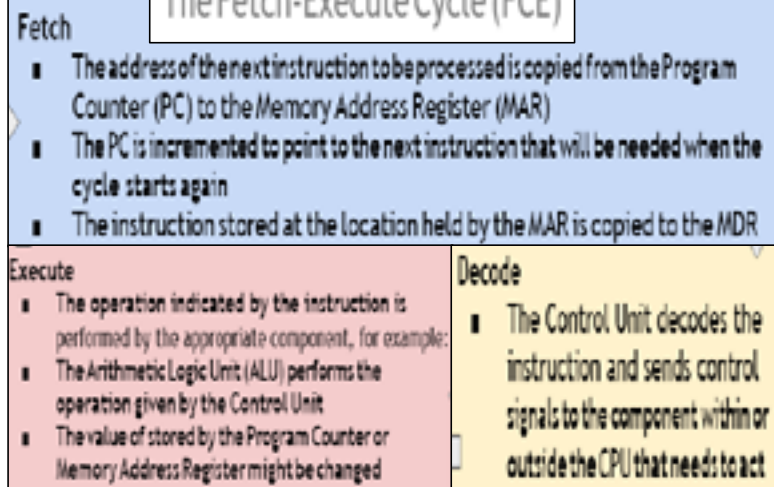 The Fetch-Execute Cycle (FCE)
Fetch
The address of the next instruction to be processed is copied from the Program
Counter (PC) to the Memory Address Register (MAR)
The PC is incremented to point to the next instruction that will be needed when the
cycle starts again
The instruction stored at the location held by the MAR is copied to the MDR
Execute
The operation indicated by the instruction is
performed by the appropriate component, for example:
The Arithmetic Logic Unit (ALU) performs the
operation given by the Control Unit
The value of stored by the Program Counter or
Memory Address Register might be changed
Decode
The Control Unit decodes the
instruction and sends control
signals to the component within or
outside the CPU that needs to act